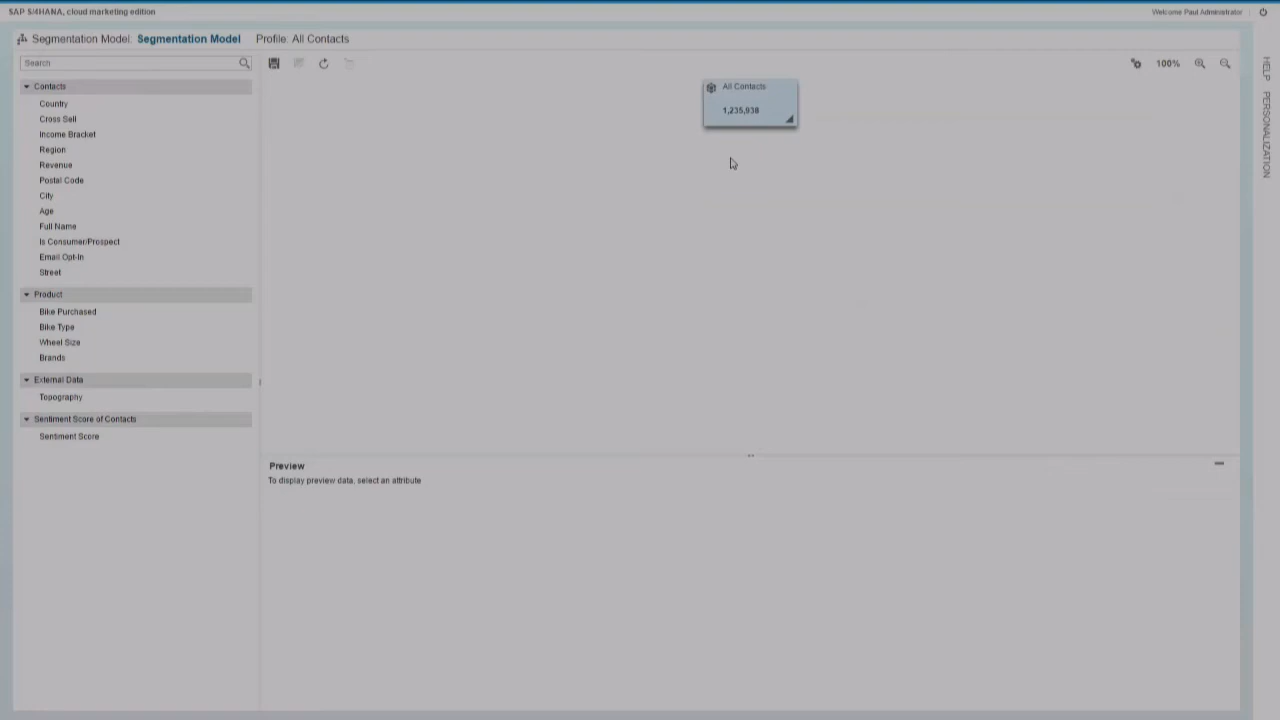 SAP S/4HANA, cloud marketing edition
Welcome Paul Administrator
Segmentation Model: Segmentation Model Profile: All Contacts
Search
100%
Contacts
Country
Cross Sell
Income Bracket
Region
Revenue
Postal Code
City
Age
Full Name
Is Consumer/Prospect
Email Opt-In
Street
Product
Bike Purchased
Bike Type
Wheel Size
Brands
External Data
Topography
Sentiment Score of Contacts
Sentiment Score
All Contacts
1,235,938
Preview
To display preview data, select an attribute
HELP
PERSONALIZATION